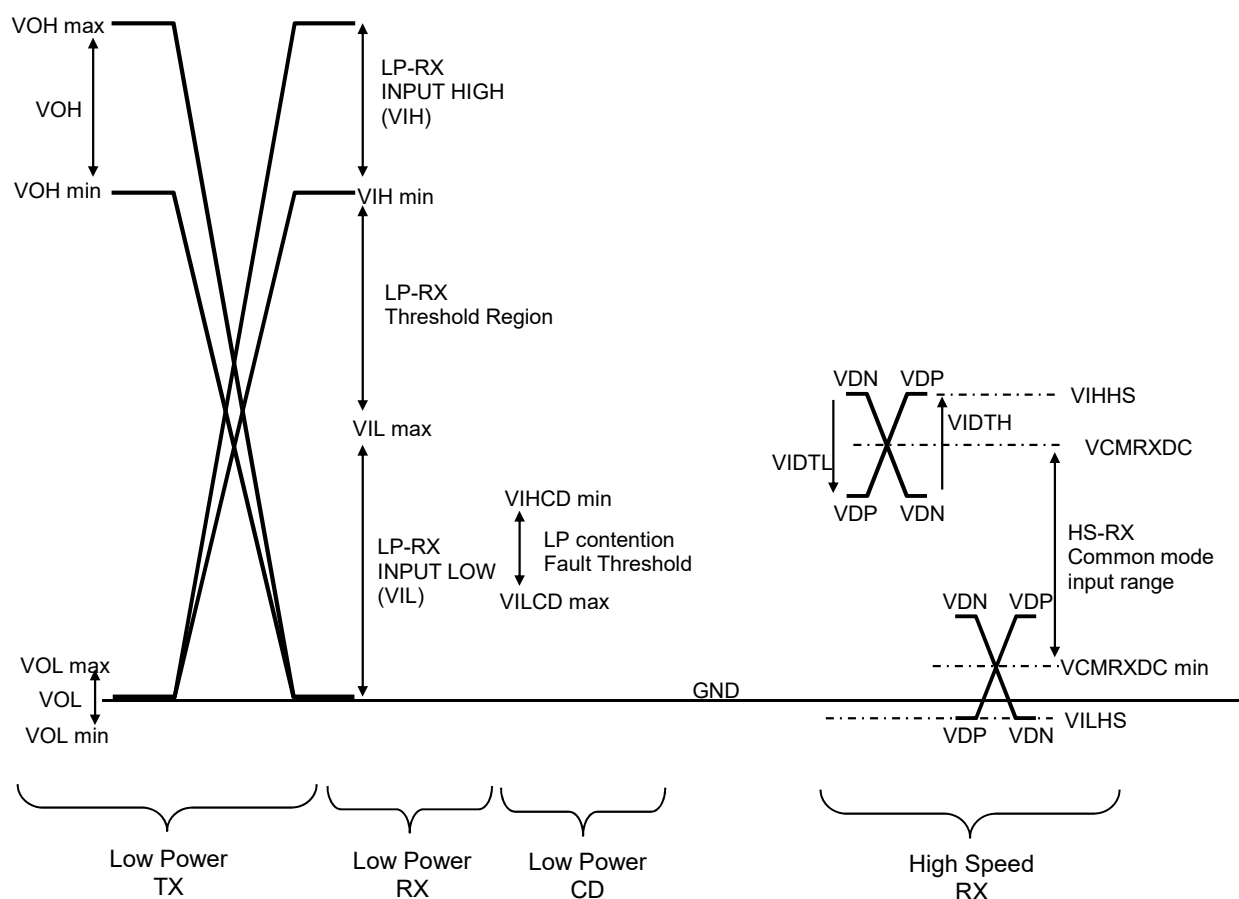 VOH max
VOH
VOH min
LP-RX
INPUT HIGH
(VIH)
VIH min
LP-RX
Threshold Region
VIL max
LP-RX
INPUT LOW
(VIL)
VIHCD min
LP contention
Fault Threshold
VILCD max
VOL max
VOL
VOL min
GND
VDN
VDP
VIHHS
VIDTH
VCMRXDC
VIDTL
VDP
VDN
HS-RX
Common mode
input range
VDN
VDP
VCMRXDC min
VILHS
VDP
VDN
Low Power
TX
Low Power
RX
Low Power
CD
High Speed
RX